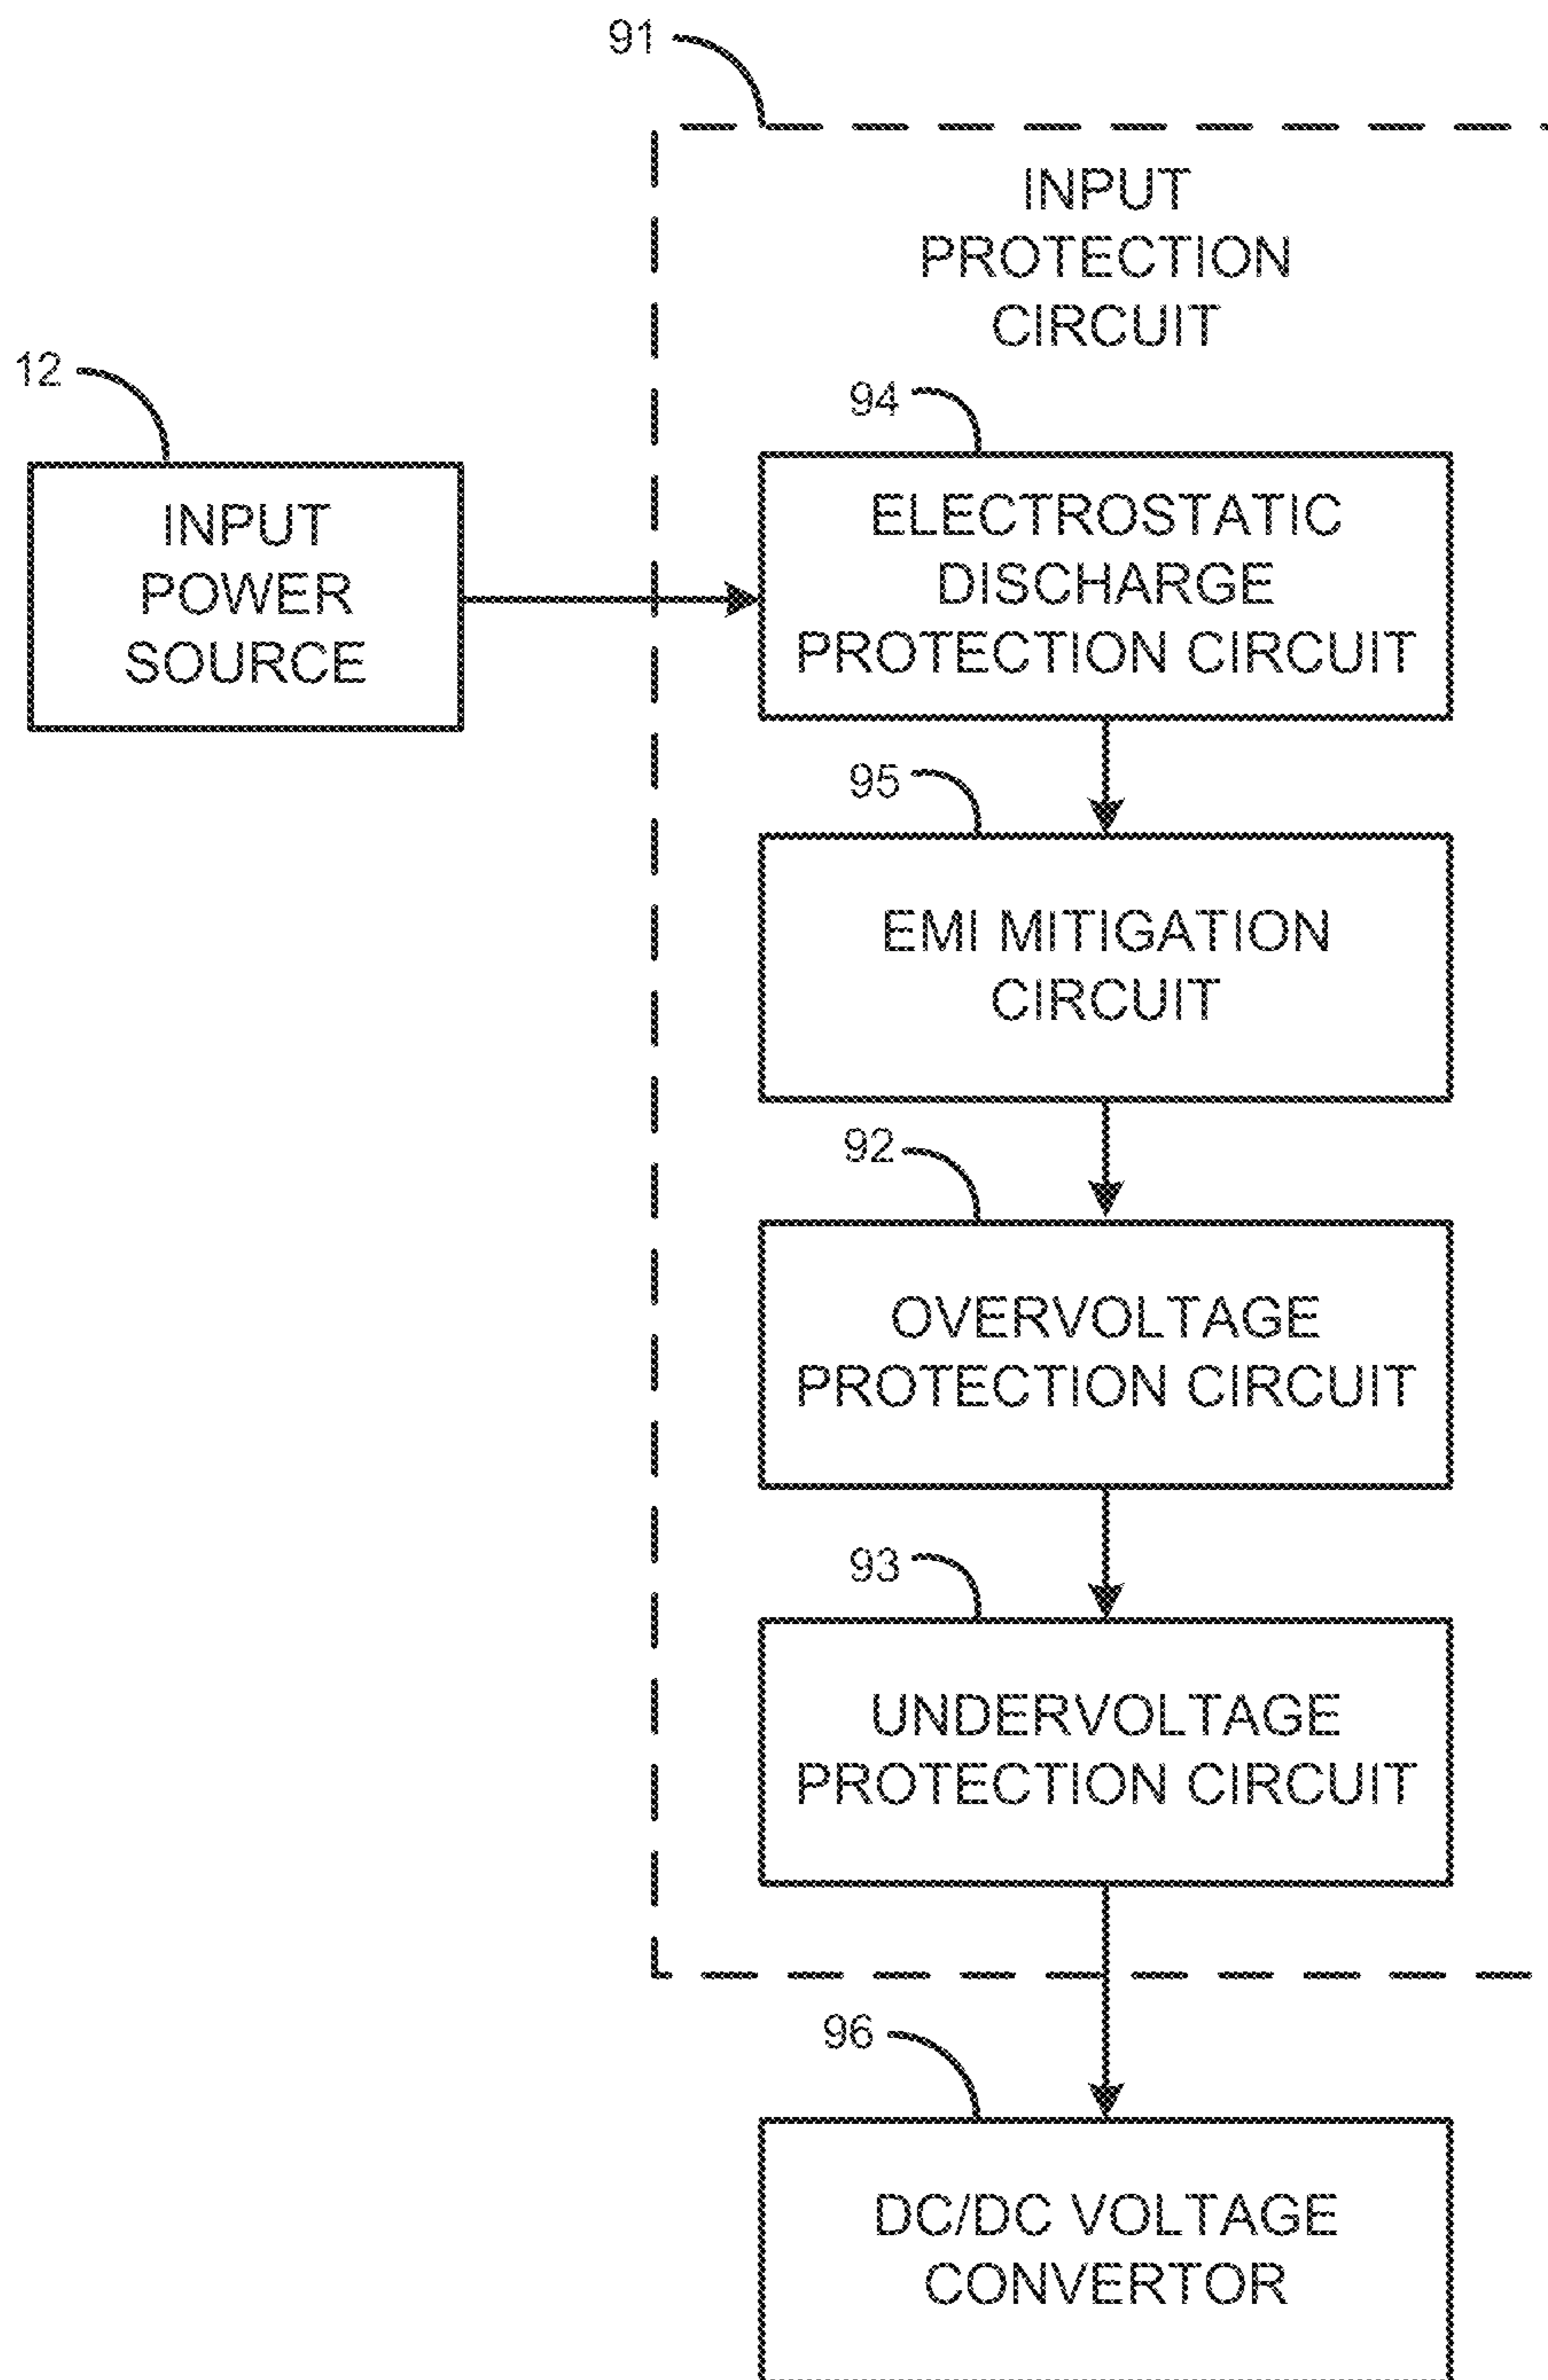 91
INPUT
PROTECTION
CIRCUIT
12
INPUT
POWER
SOURCE
94
ELECTROSTATIC
DISCHARGE
PROTECTION CIRCUIT
95
EMI MITIGATION
CIRCUIT
92
OVERVOLTAGE
PROTECTION CIRCUIT
93
UNDERVOLTAGE
PROTECTION CIRCUIT
96
DC/DC VOLTAGE
CONVERTOR